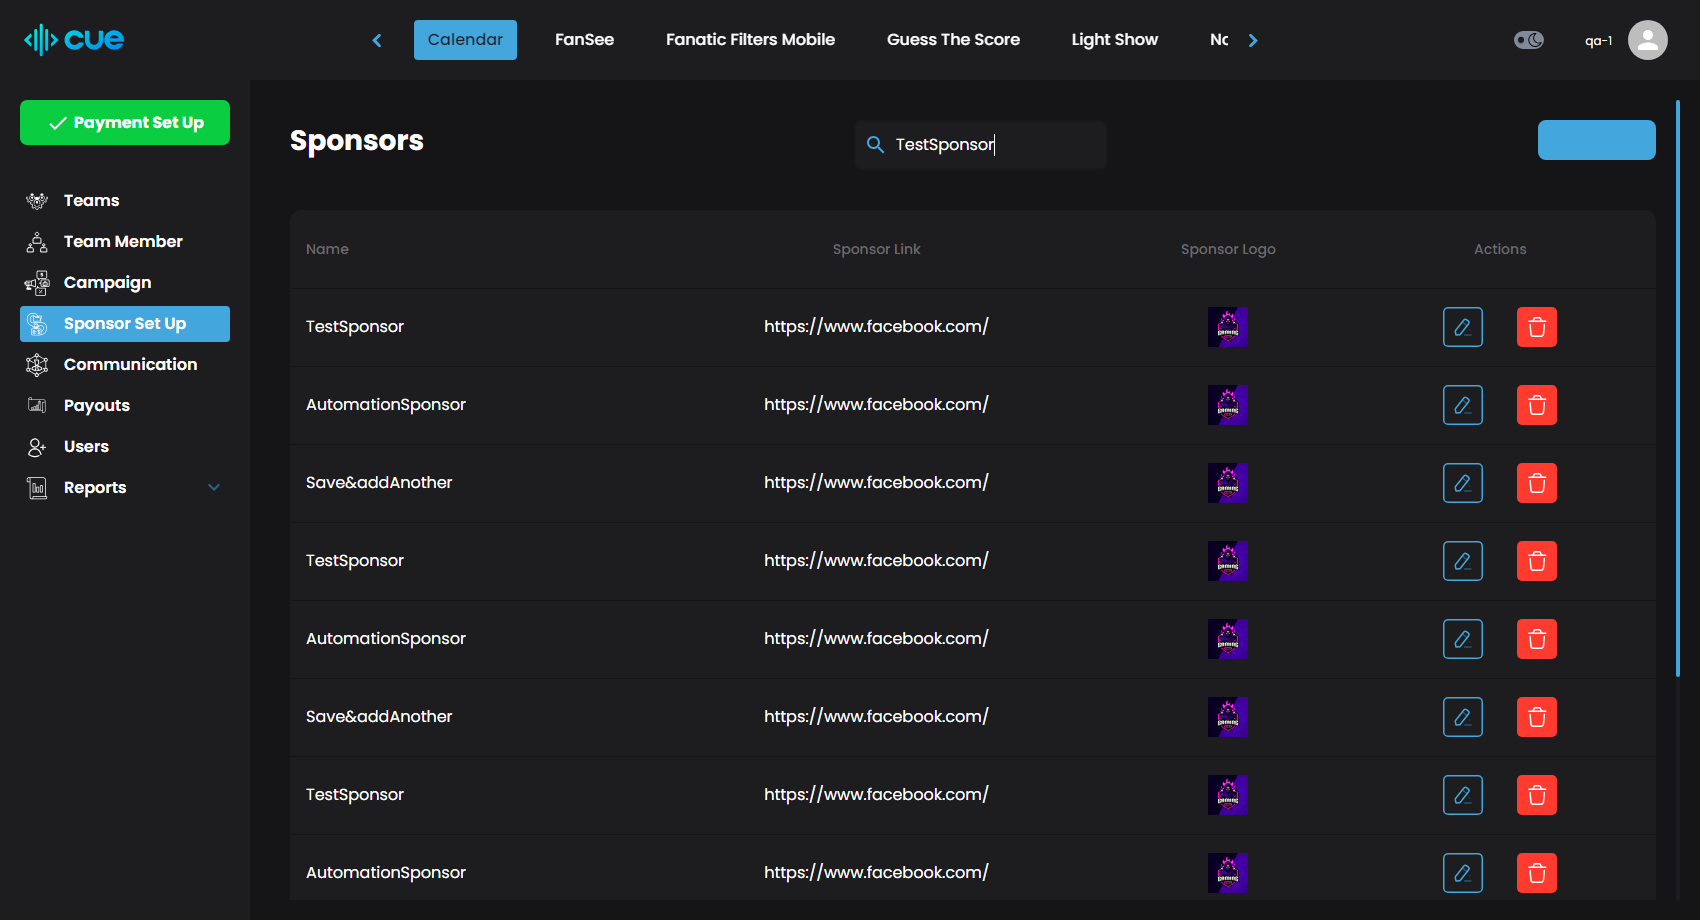 cue
Calendar
FanSee
Fanatic Filters Mobile
Guess The Score
Light Show
qa-1
Payment Set Up
Teams
Team Member
Campaign
Sponsor Set Up
Communication
Payouts
Users
Reports
Sponsors
TestSponsor
Name Sponsor Link Sponsor Logo Actions
TestSponsor https://www.facebook.com/
AutomationSponsor https://www.facebook.com/
Save&addAnother https://www.facebook.com/
TestSponsor https://www.facebook.com/
AutomationSponsor https://www.facebook.com/
Save&addAnother https://www.facebook.com/
TestSponsor https://www.facebook.com/
AutomationSponsor https://www.facebook.com/